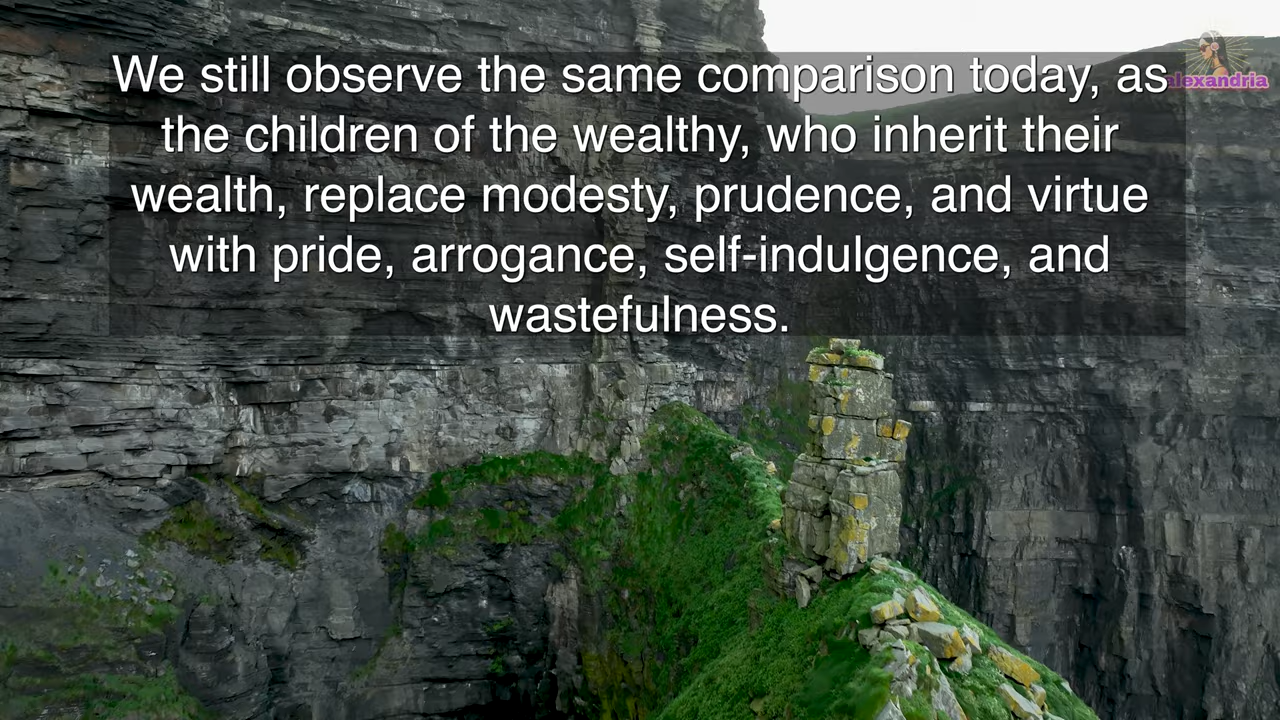 We still observe the same comparison today, as
the children of the wealthy, who inherit their
wealth, replace modesty, prudence, and virtue
with pride, arrogance, self-indulgence, and
wastefulness.
alexandria